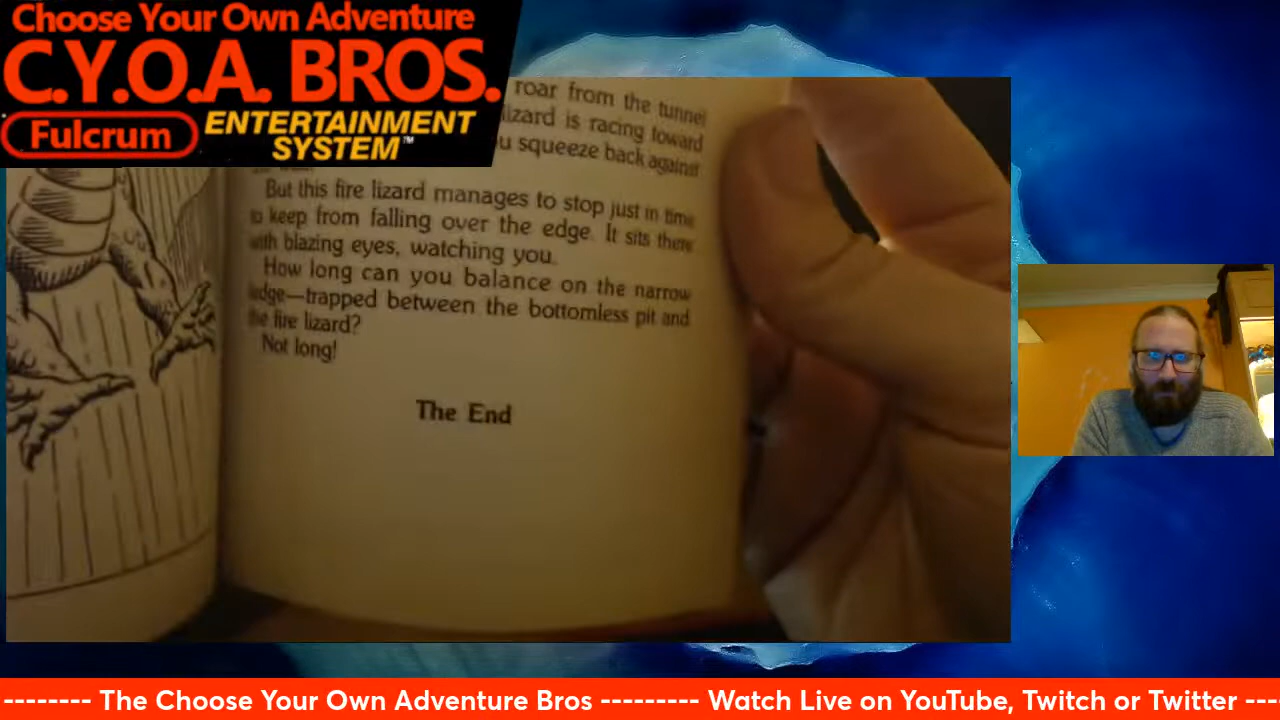 Choose Your Own Adventure
C.Y.O.A. BROS.
Fulcrum
ENTERTAINMENT
SYSTEM™
roar from the tunnel
lizard is racing toward
u squeeze back against
But this fire lizard manages to stop just in time
to keep from falling over the edge. It sits there
with blazing eyes, watching you.
How long can you balance on the narrow
edge—trapped between the bottomless pit and
the fire lizard?
Not long!
The End
-------- The Choose Your Own Adventure Bros --------- Watch Live on YouTube, Twitch or Twitter ---